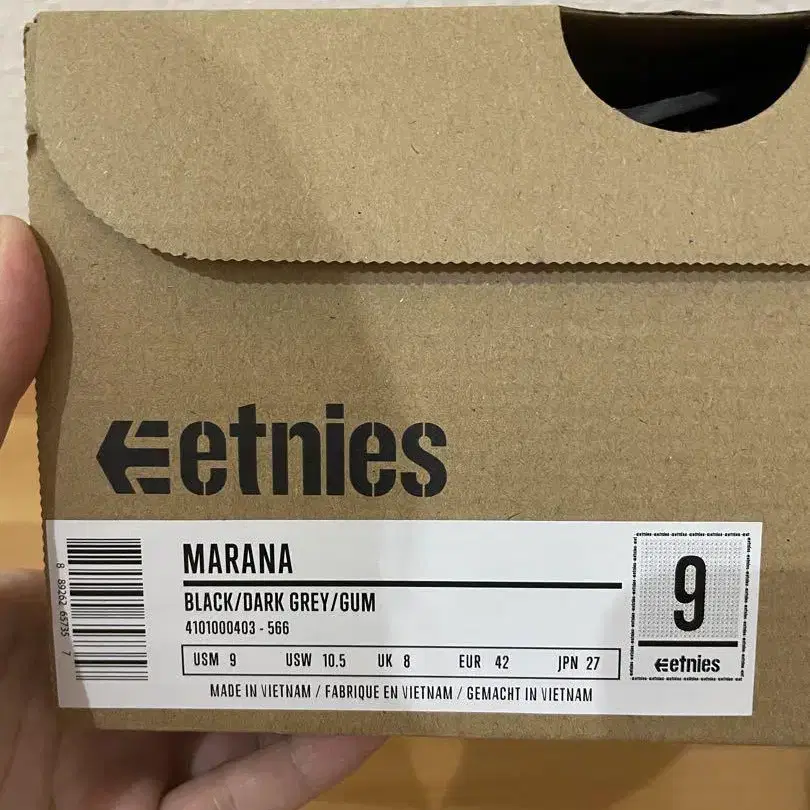 etnies
MARANA
BLACK/DARK GREY/GUM
4101000403 - 566
USM 9 USW 10.5 UK 8 EUR 42 JPN 27
MADE IN VIETNAM / FABRIQUE EN VIETNAM / GEMACHT IN VIETNAM
8 89262 65735 7
9
etnies